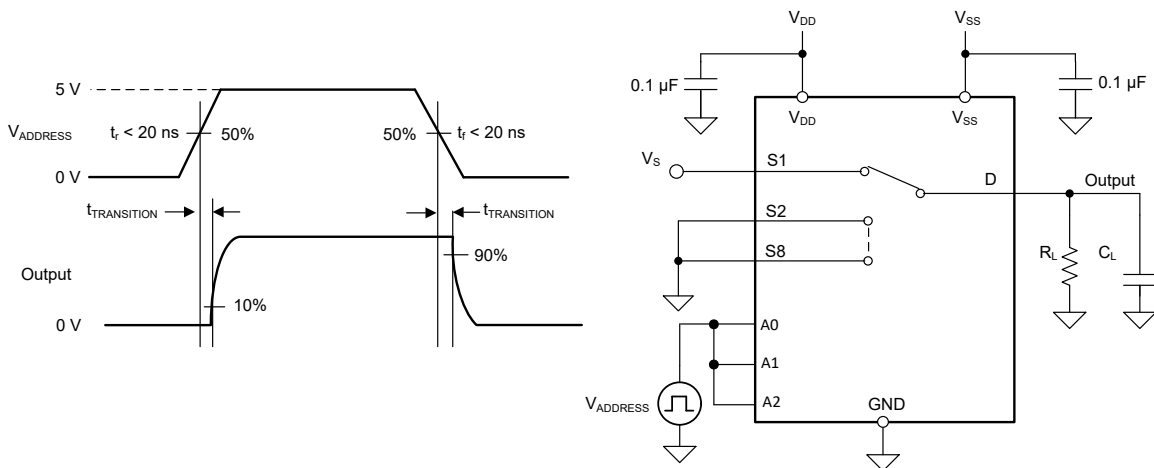 5 V
V_ADDRESS
t_r < 20 ns
50%
50%
t_f < 20 ns
0 V
t_TRANSITION
t_TRANSITION
Output
90%
10%
0 V
V_DD
V_SS
0.1 µF
0.1 µF
V_DD
V_SS
V_S
S1
D
Output
S2
S8
R_L
C_L
A0
A1
A2
V_ADDRESS
GND